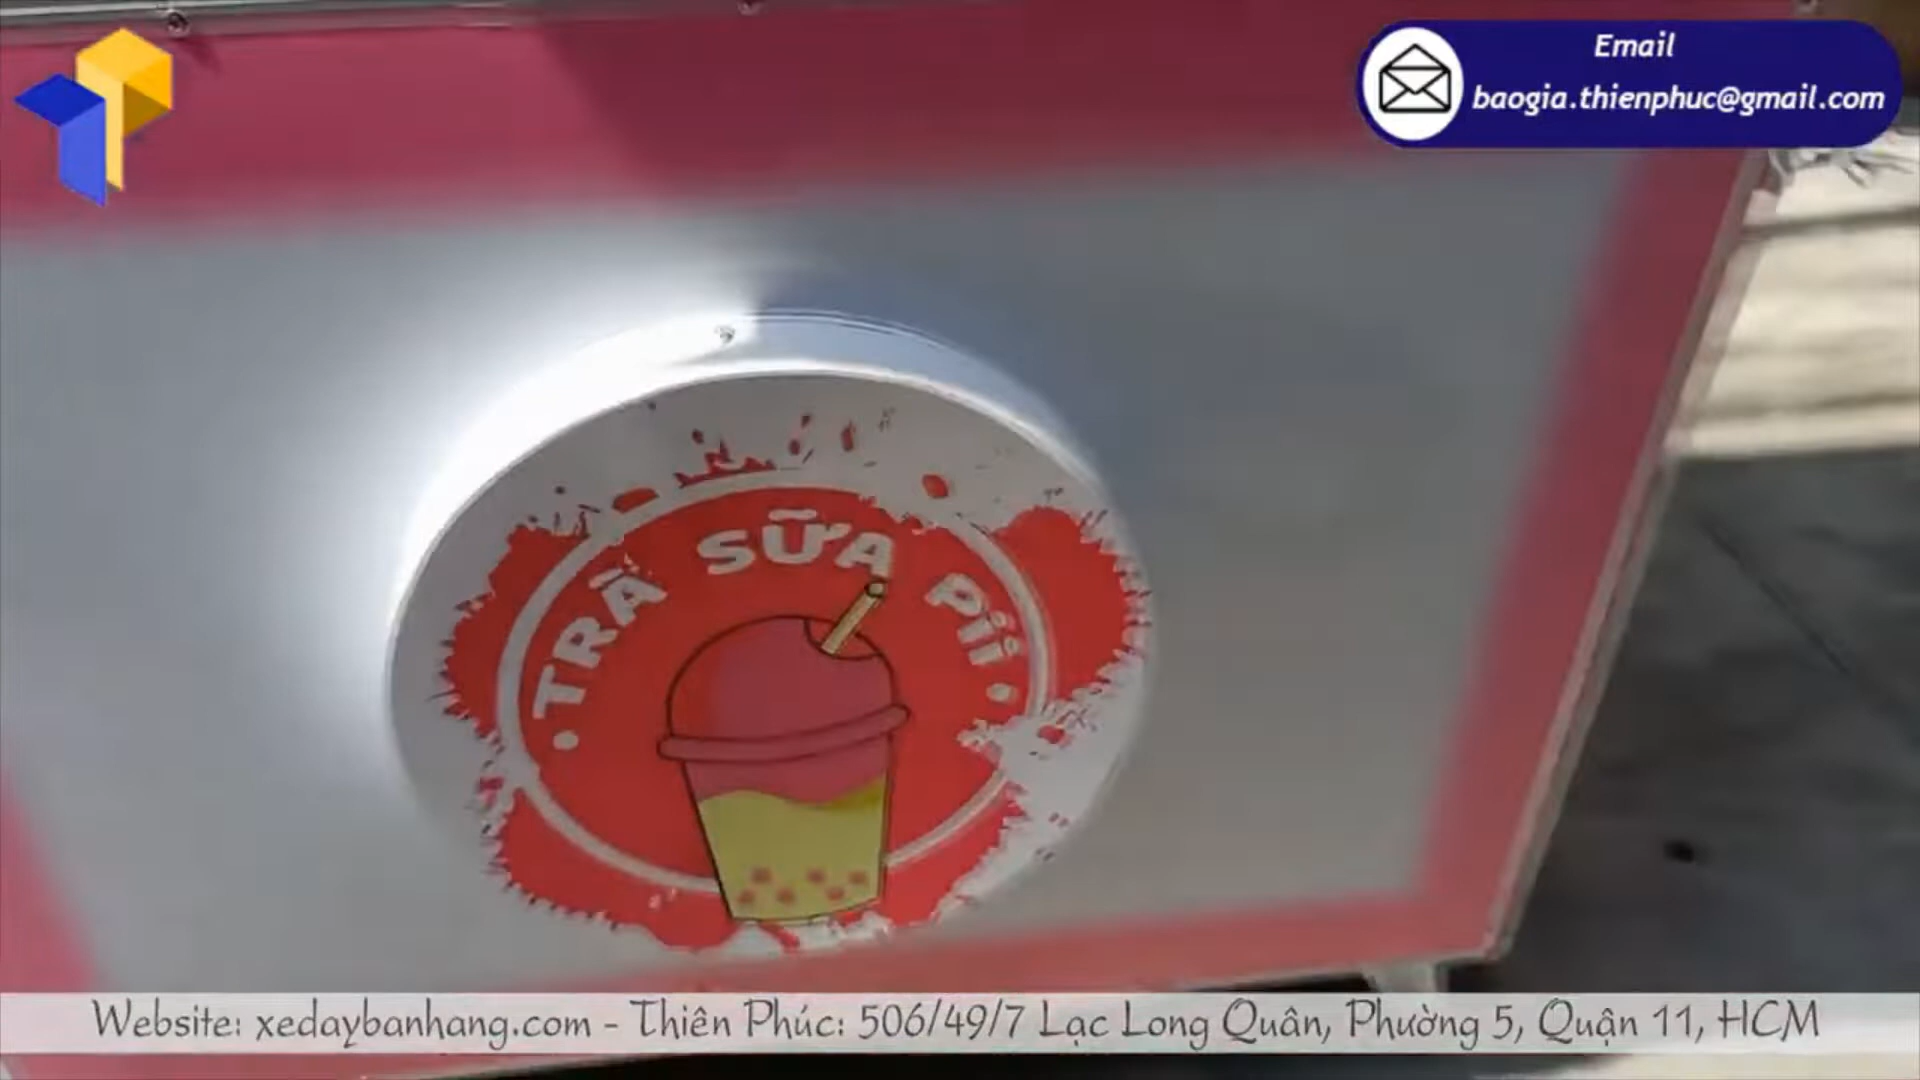 Email
baogia.thienphuc@gmail.com
• TRÀ SỮA Pii •
Website: xedaybanhang.com - Thiên Phúc: 506/49/7 Lạc Long Quân, Phường 5, Quận 11, HCM